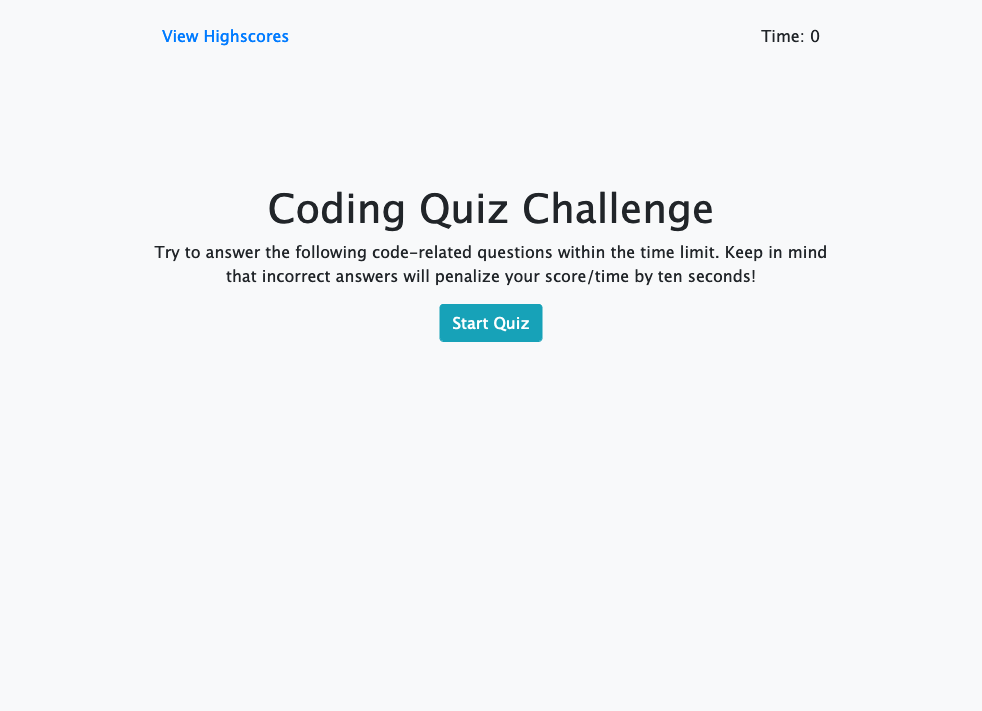 View Highscores
Time: 0
Coding Quiz Challenge
Try to answer the following code-related questions within the time limit. Keep in mind
that incorrect answers will penalize your score/time by ten seconds!
Start Quiz